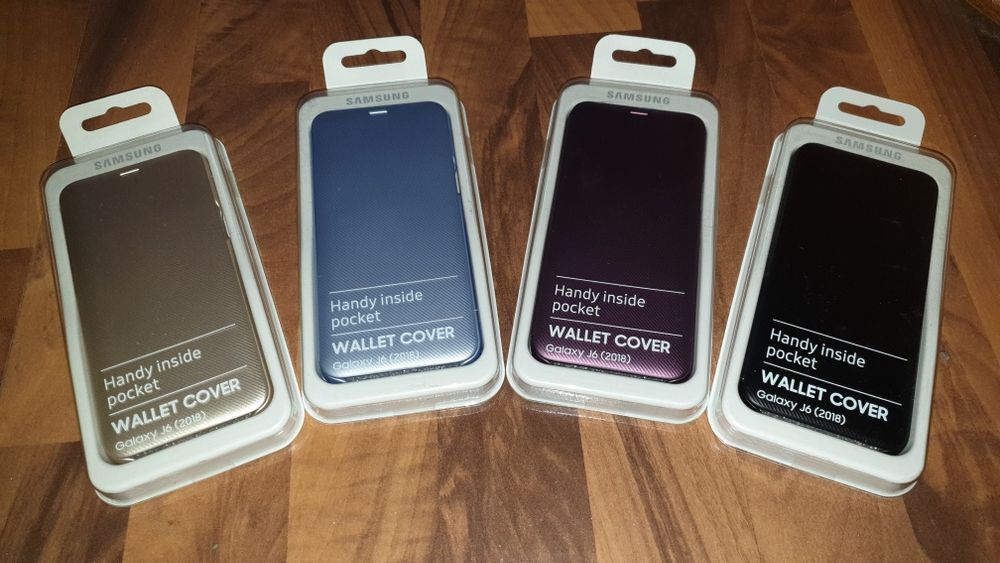 SAMSUNG
Handy inside
pocket
WALLET COVER
Galaxy J6 (2018)
SAMSUNG
Handy inside
pocket
WALLET COVER
Galaxy J6 (2018)
SAMSUNG
Handy inside
pocket
WALLET COVER
Galaxy J6 (2018)
SAMSUNG
Handy inside
pocket
WALLET COVER
Galaxy J6 (2018)